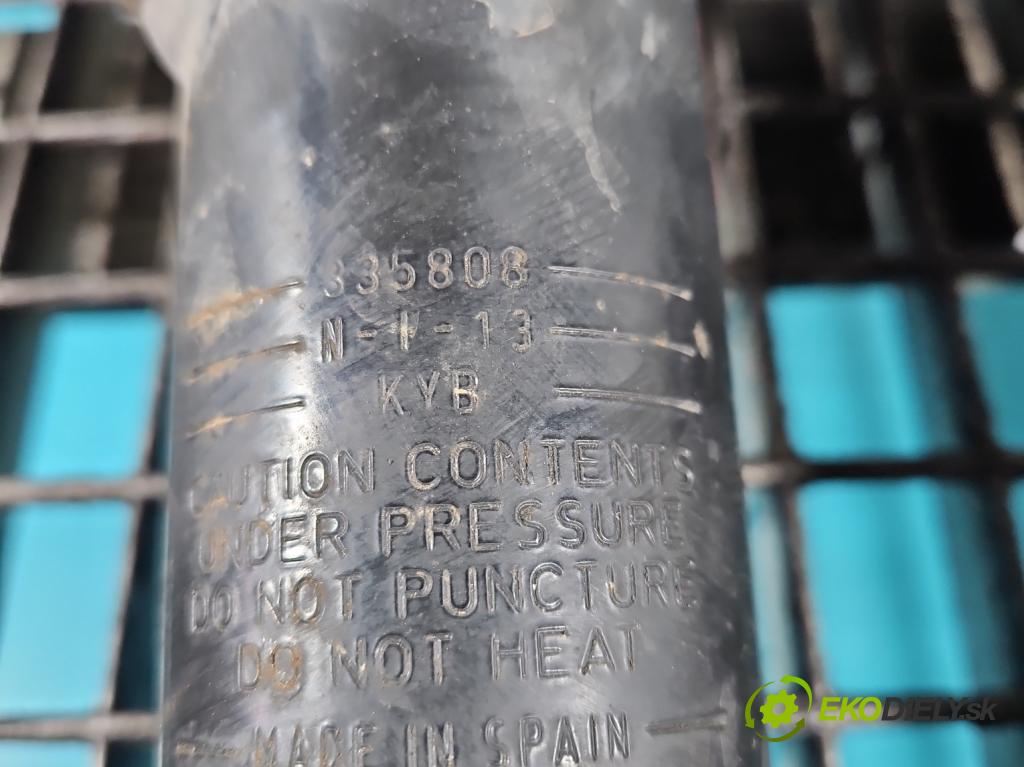 335808
N-1-13
KYB
CAUTION CONTENTS
UNDER PRESSURE
DO NOT PUNCTURE
DO NOT HEAT
MADE IN SPAIN
EKODIELY.sk